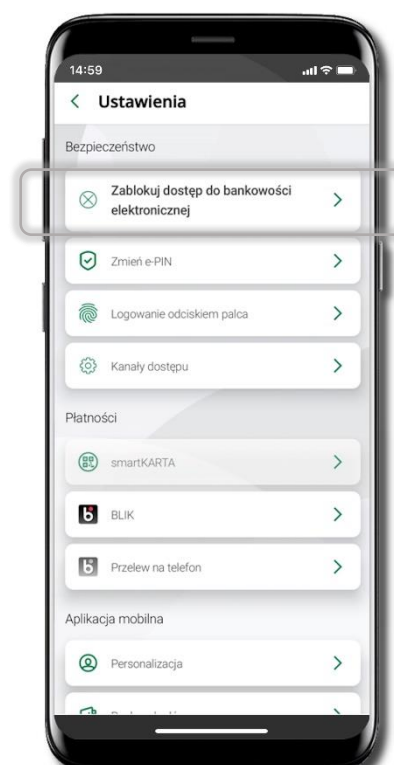 14:59
Ustawienia
Bezpieczeństwo
Zablokuj dostęp do bankowości
elektronicznej
Zmień e-PIN
Logowanie odciskiem palca
Kanały dostępu
Płatności
smartKARTA
BLIK
Przelew na telefon
Aplikacja mobilna
Personalizacja